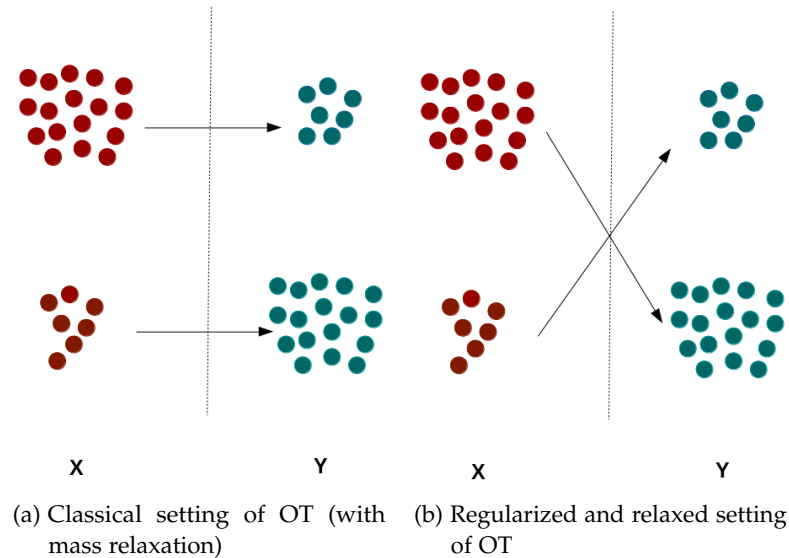 X
Y
X
Y
(a) Classical setting of OT (with
mass relaxation)
(b) Regularized and relaxed setting
of OT